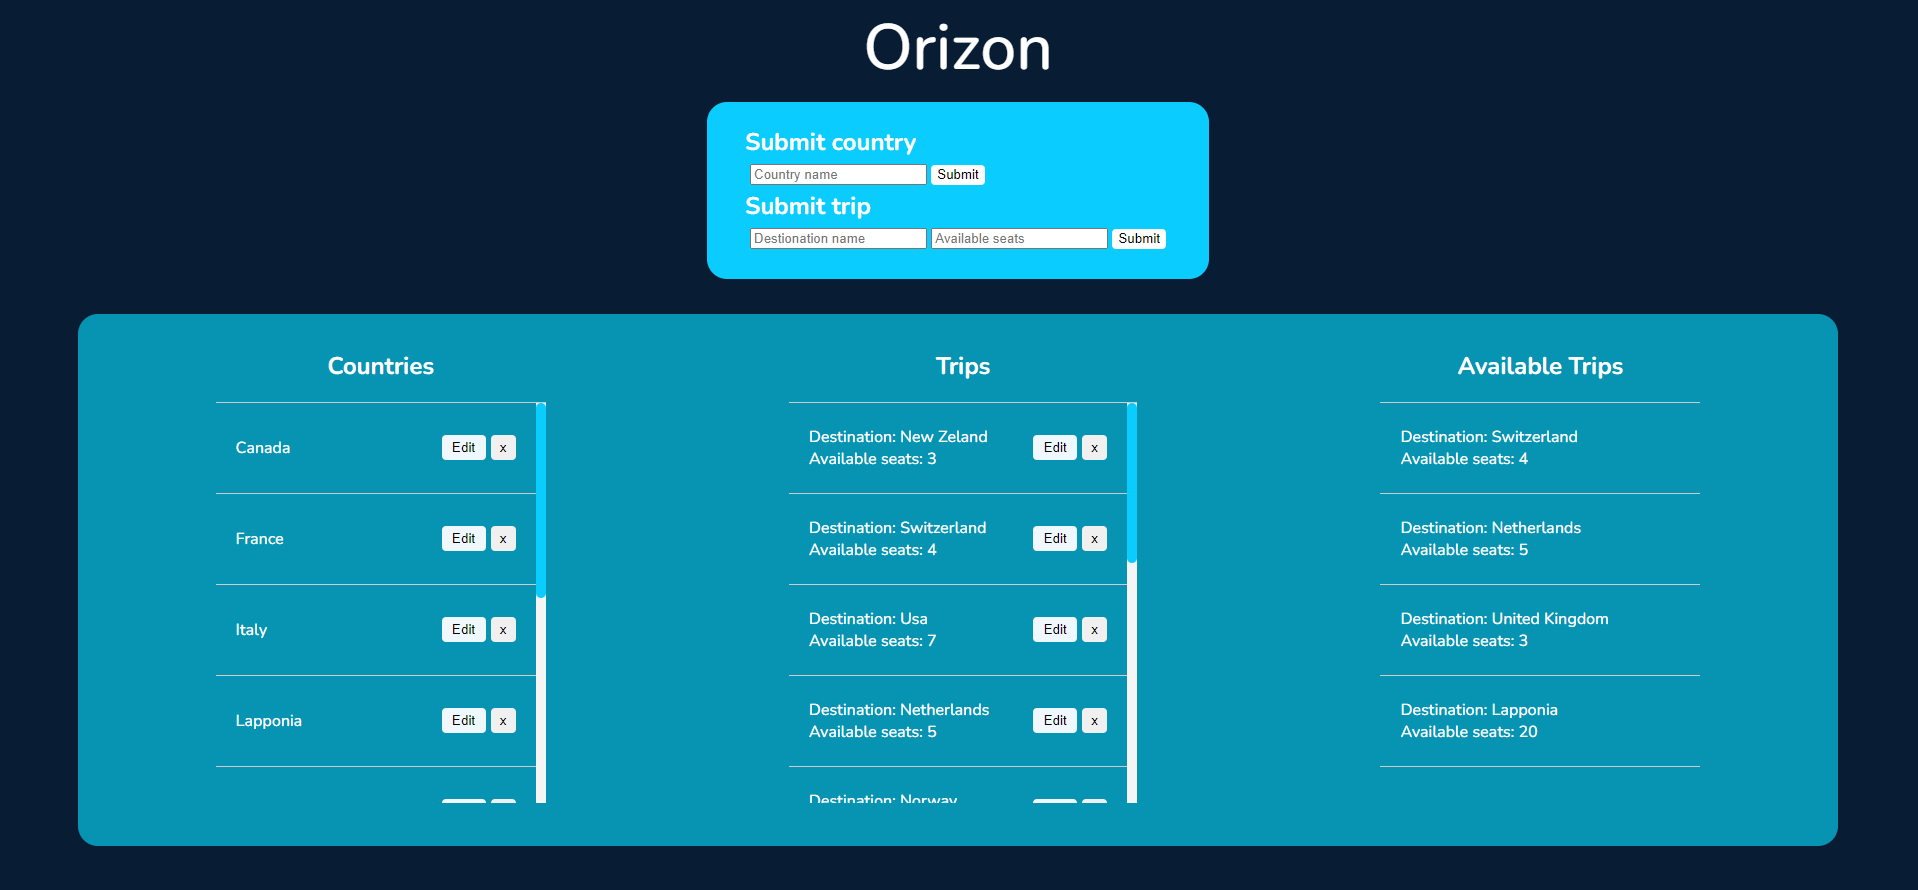 Orizon
Submit country
Country name Submit
Submit trip
Destionation name Available seats Submit
Countries
Canada Edit x
France Edit x
Italy Edit x
Lapponia Edit x
Trips
Destination: New Zeland
Available seats: 3 Edit x
Destination: Switzerland
Available seats: 4 Edit x
Destination: Usa
Available seats: 7 Edit x
Destination: Netherlands
Available seats: 5 Edit x
Destination: Norway
Available Trips
Destination: Switzerland
Available seats: 4
Destination: Netherlands
Available seats: 5
Destination: United Kingdom
Available seats: 3
Destination: Lapponia
Available seats: 20